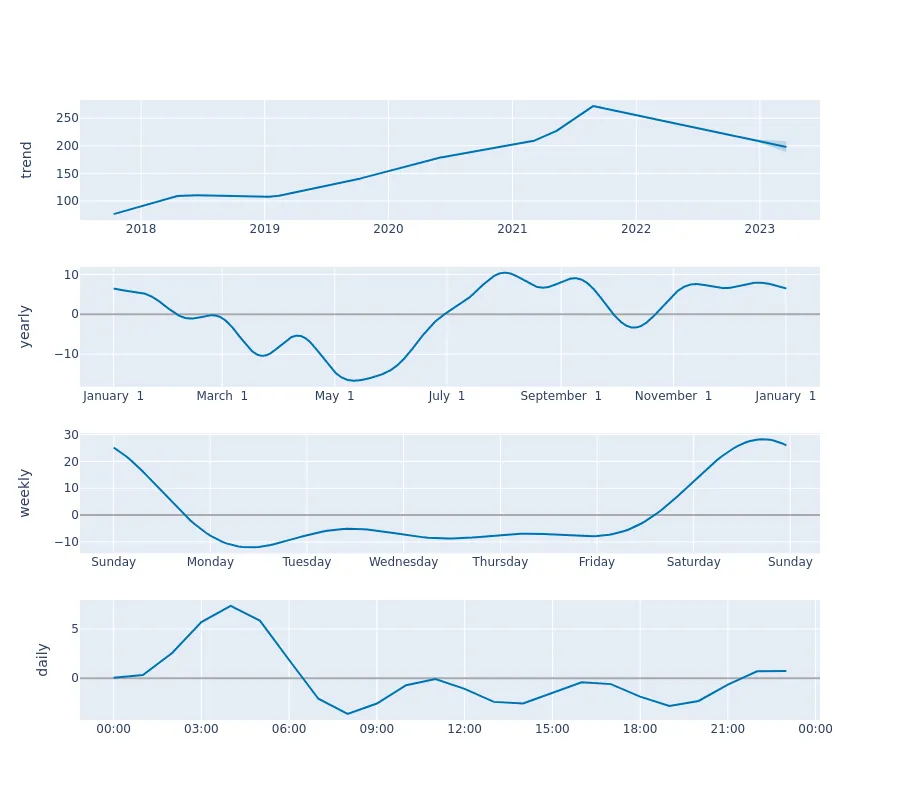 trend
250
200
150
100
2018 2019 2020 2021 2022 2023
yearly
10
0
−10
January 1 March 1 May 1 July 1 September 1 November 1 January 1
weekly
30
20
10
0
−10
Sunday Monday Tuesday Wednesday Thursday Friday Saturday Sunday
daily
5
0
00:00 03:00 06:00 09:00 12:00 15:00 18:00 21:00 00:00